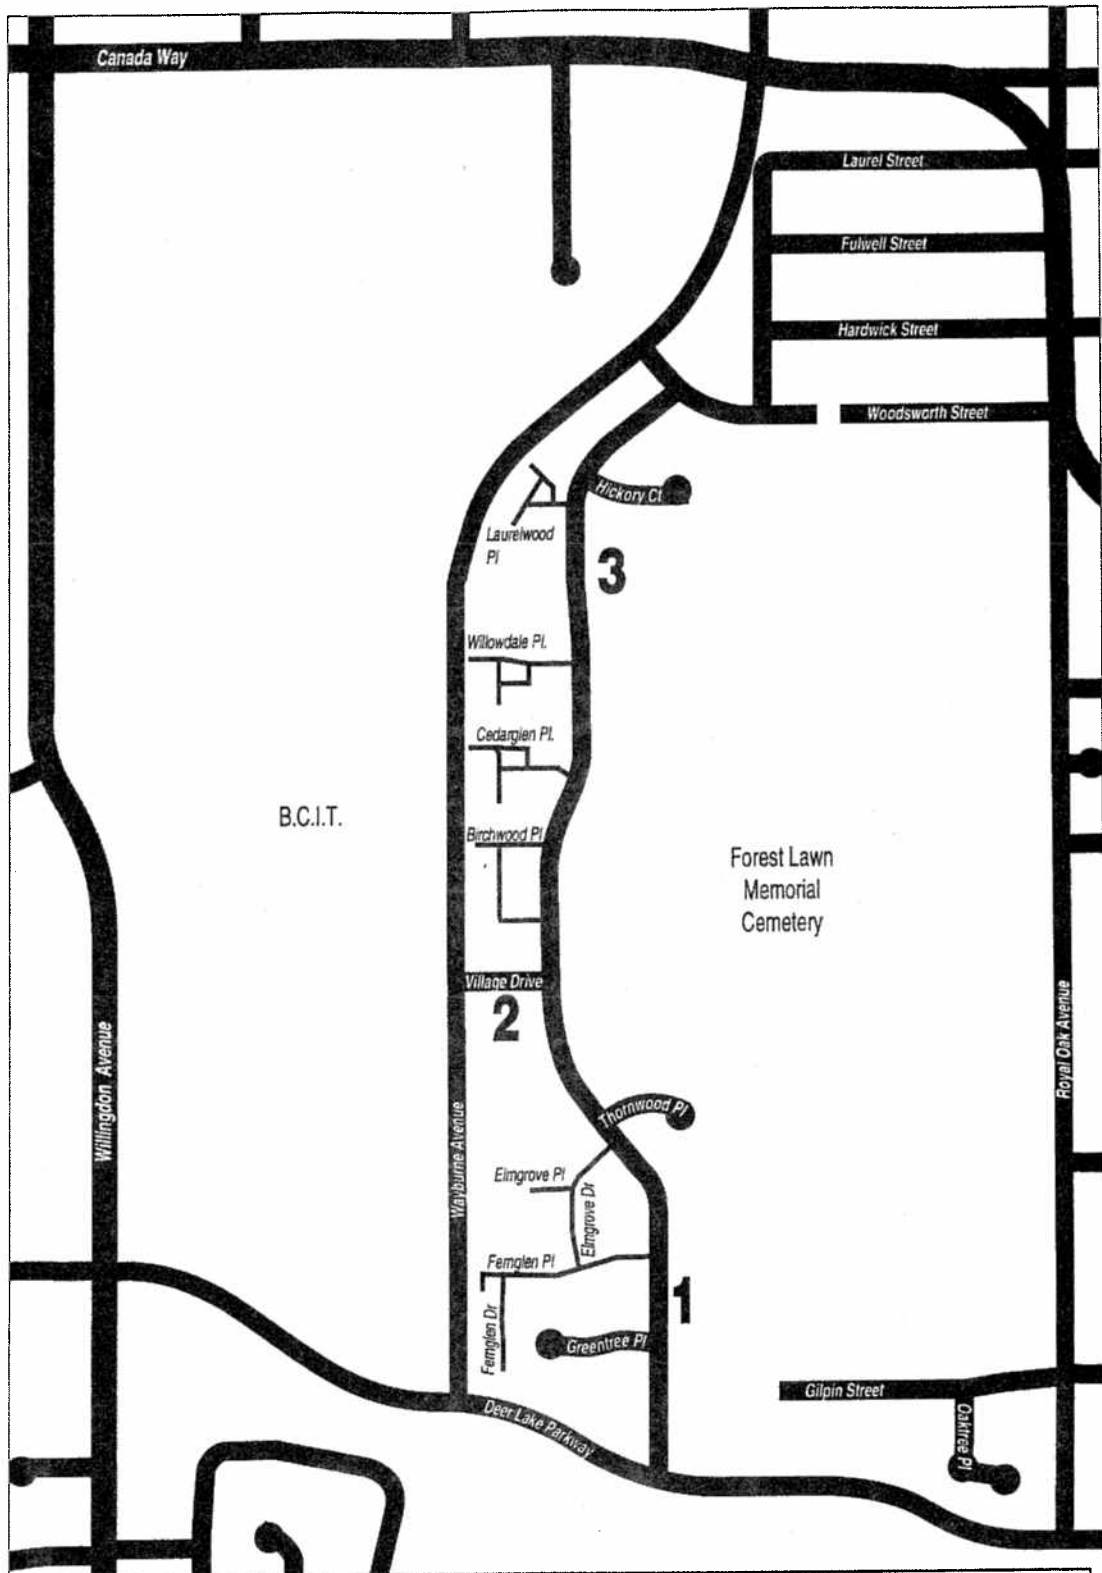 Canada Way
Laurel Street
Fulwell Street
Hardwick Street
Woodsworth Street
Hickory Ct
Laurelwood
Pl
3
Willowdale Pl.
Cedarglen Pl.
B.C.I.T.
Birchwood Pl
Forest Lawn
Memorial
Cemetery
Village Drive
2
Royal Oak Avenue
Willingdon Avenue
Wayburne Avenue
Thornwood Pl
Elmgrove Pl
Elmgrove Dr
Fernglen Pl
1
Fernglen Dr
Greentree Pl
Gilpin Street
Deer Lake Parkway
Oaktree Pl